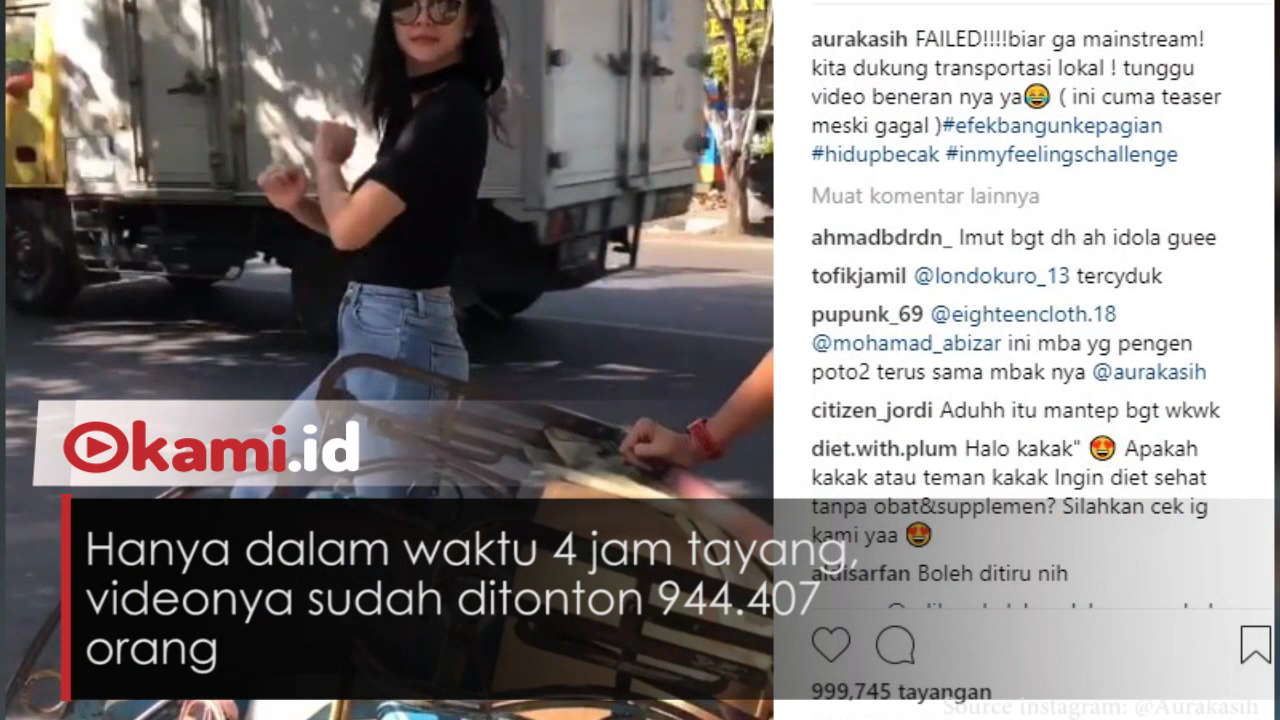 aurakasih FAILED!!!!biar ga mainstream!
kita dukung transportasi lokal ! tunggu
video beneran nya ya😂 ( ini cuma teaser
meski gagal )#efekbangunkepagian
#hidupbecak #inmyfeelingschallenge
Muat komentar lainnya
ahmadbdrdn_ Imut bgt dh ah idola guee
tofikjamil @londokuro_13 tercyduk
pupunk_69 @eighteencloth.18
@mohamad_abizar ini mba yg pengen
poto2 terus sama mbak nya @aurakasih
citizen_jordi Aduhh itu mantep bgt wkwk
diet.with.plum Halo kakak" 😍 Apakah
kakak atau teman kakak Ingin diet sehat
tanpa obat&supplemen? Silahkan cek ig
kami yaa 😍
Boleh ditiru nih
999,745 tayangan
Source instagram: @Aurakasih
Okami.id
Hanya dalam waktu 4 jam tayang,
videonya sudah ditonton 944.407
orang